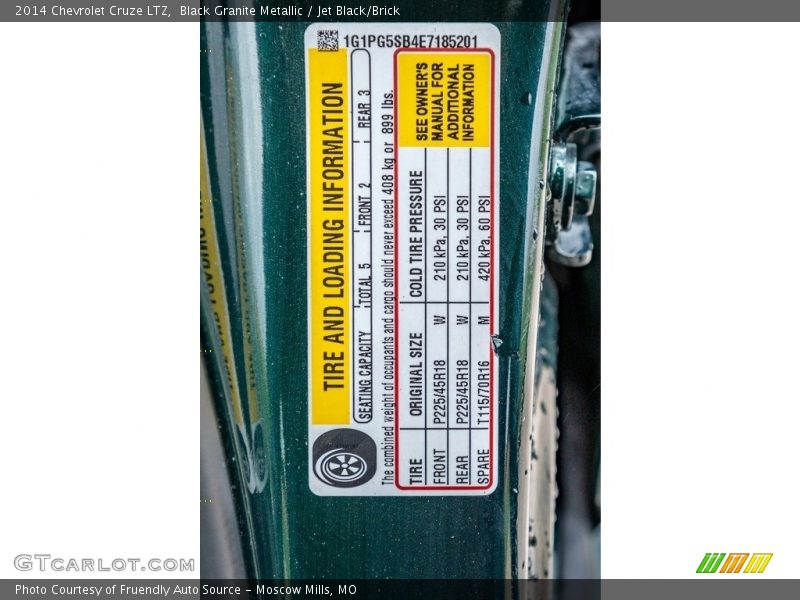 2014 Chevrolet Cruze LTZ, Black Granite Metallic / Jet Black/Brick
1G1PG5SB4E7185201
TIRE AND LOADING INFORMATION
SEATING CAPACITY TOTAL 5 FRONT 2 REAR 3
The combined weight of occupants and cargo should never exceed 408 kg or 899 lbs.
TIRE ORIGINAL SIZE COLD TIRE PRESSURE
FRONT P225/45R18 W 210 kPa, 30 PSI
REAR P225/45R18 W 210 kPa, 30 PSI
SPARE T115/70R16 M 420 kPa, 60 PSI
SEE OWNER'S
MANUAL FOR
ADDITIONAL
INFORMATION
GTcarlot.com
Photo Courtesy of Fruendly Auto Source – Moscow Mills, MO